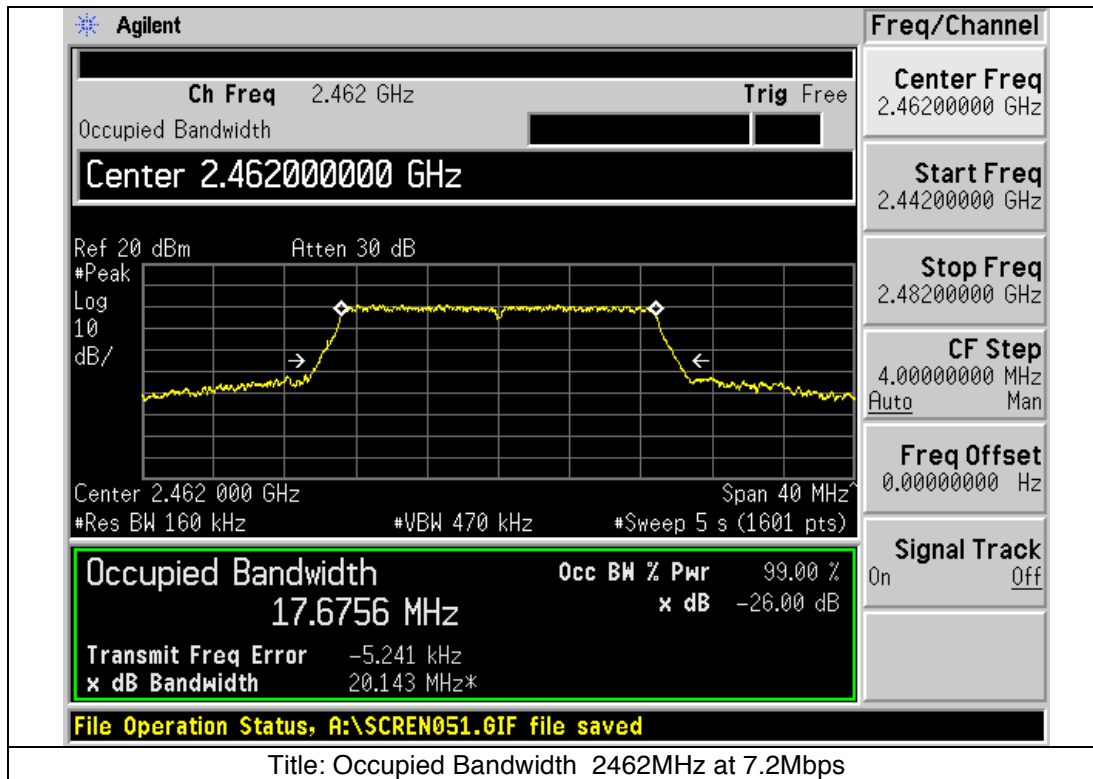 Agilent
Freq/Channel
Ch Freq 2.462 GHz Trig Free
Occupied Bandwidth
Center 2.462000000 GHz
Ref 20 dBm Atten 30 dB
#Peak
Log
10
dB/
Center 2.462 000 GHz Span 40 MHz^
#Res BW 160 kHz #VBW 470 kHz #Sweep 5 s (1601 pts)
Occupied Bandwidth Occ BW % Pwr 99.00 %
17.6756 MHz x dB -26.00 dB
Transmit Freq Error -5.241 kHz
x dB Bandwidth 20.143 MHz*
File Operation Status, A:\SCREN051.GIF file saved
Center Freq
2.46200000 GHz
Start Freq
2.44200000 GHz
Stop Freq
2.48200000 GHz
CF Step
4.00000000 MHz
Auto Man
Freq Offset
0.00000000 Hz
Signal Track
On Off
Title: Occupied Bandwidth 2462MHz at 7.2Mbps